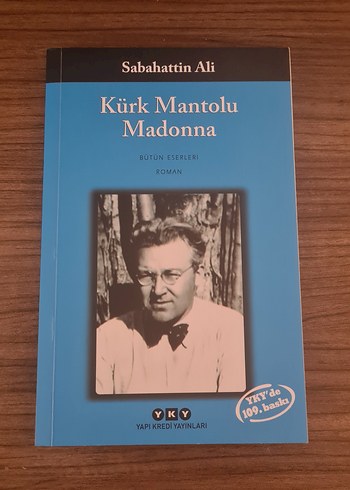 Sabahattin Ali
Kürk Mantolu
Madonna
BÜTÜN ESERLERİ
ROMAN
YKY'de
109. baskı
YKY
YAPI KREDİ YAYINLARI